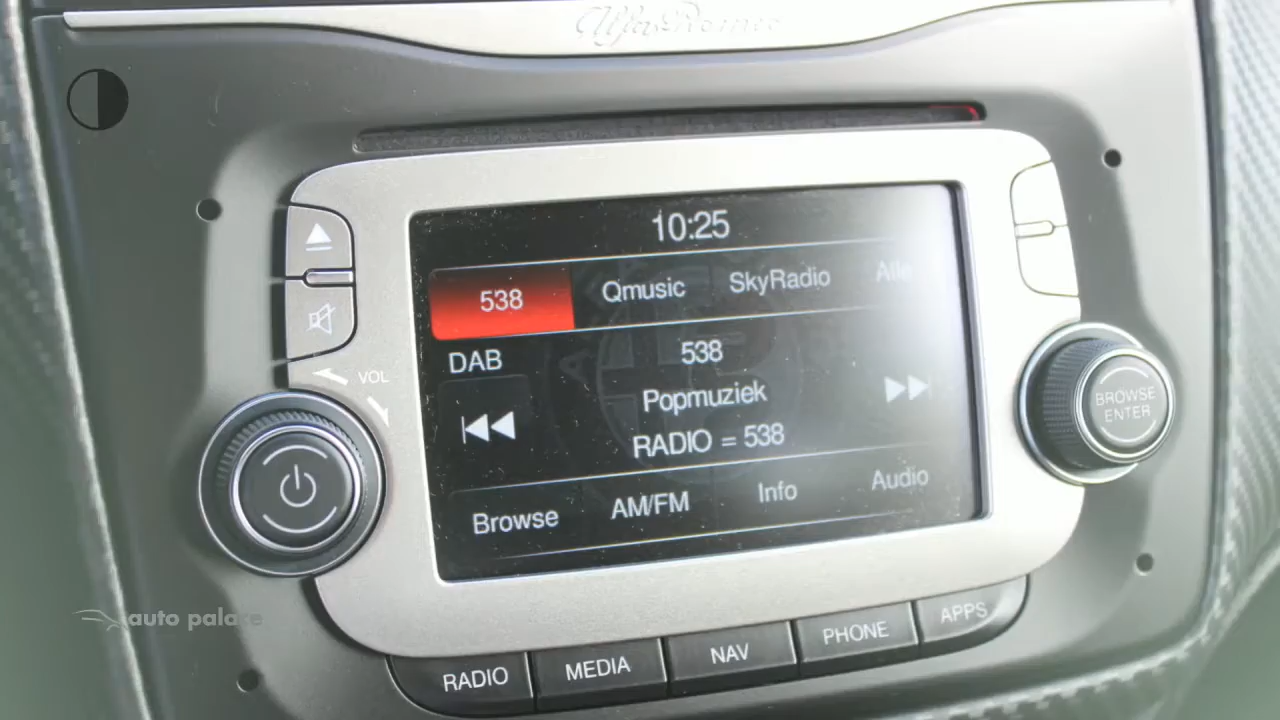 Alfa Romeo
10:25
538 Qmusic SkyRadio Alle
DAB
538
Popmuziek
RADIO = 538
Browse AM/FM Info Audio
VOL
BROWSE
ENTER
RADIO MEDIA NAV PHONE APPS
auto palace